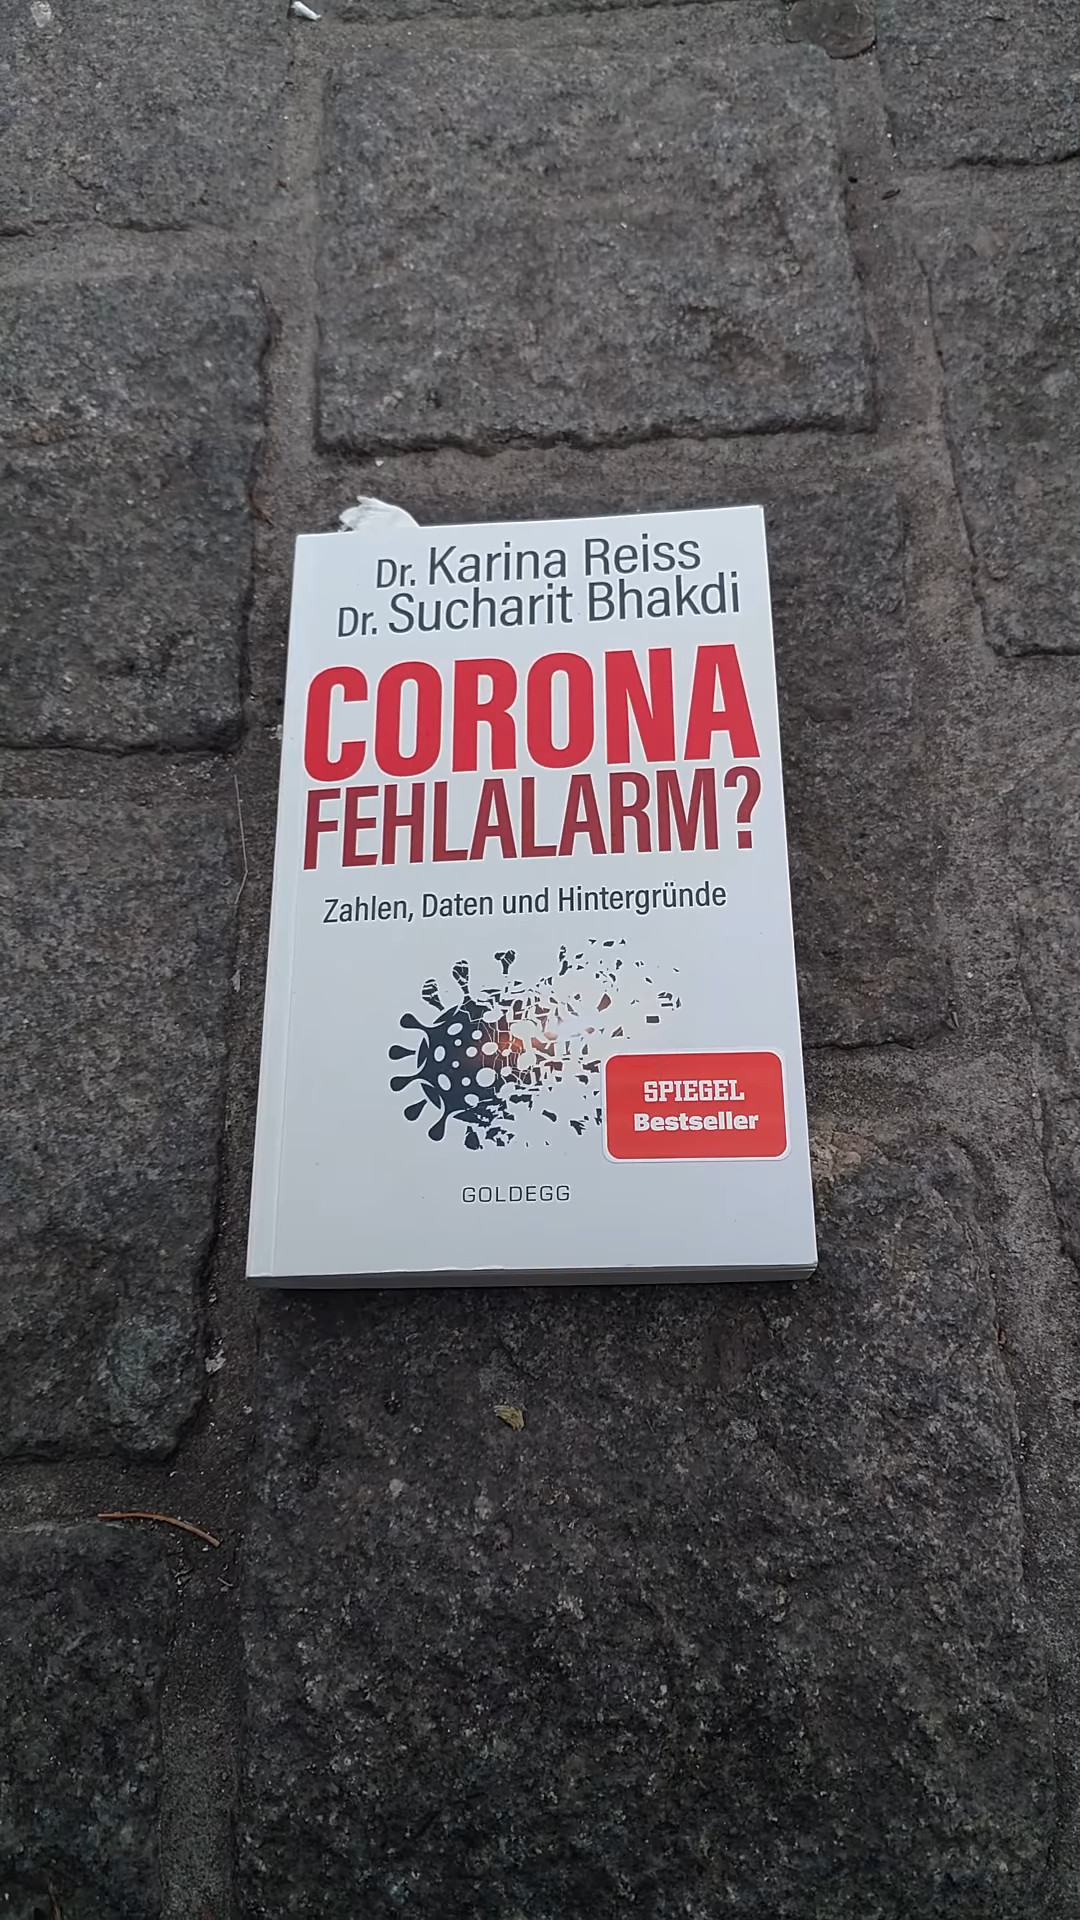 Dr. Karina Reiss
Dr. Sucharit Bhakdi
CORONA
FEHLALARM?
Zahlen, Daten und Hintergründe
SPIEGEL
Bestseller
GOLDEGG